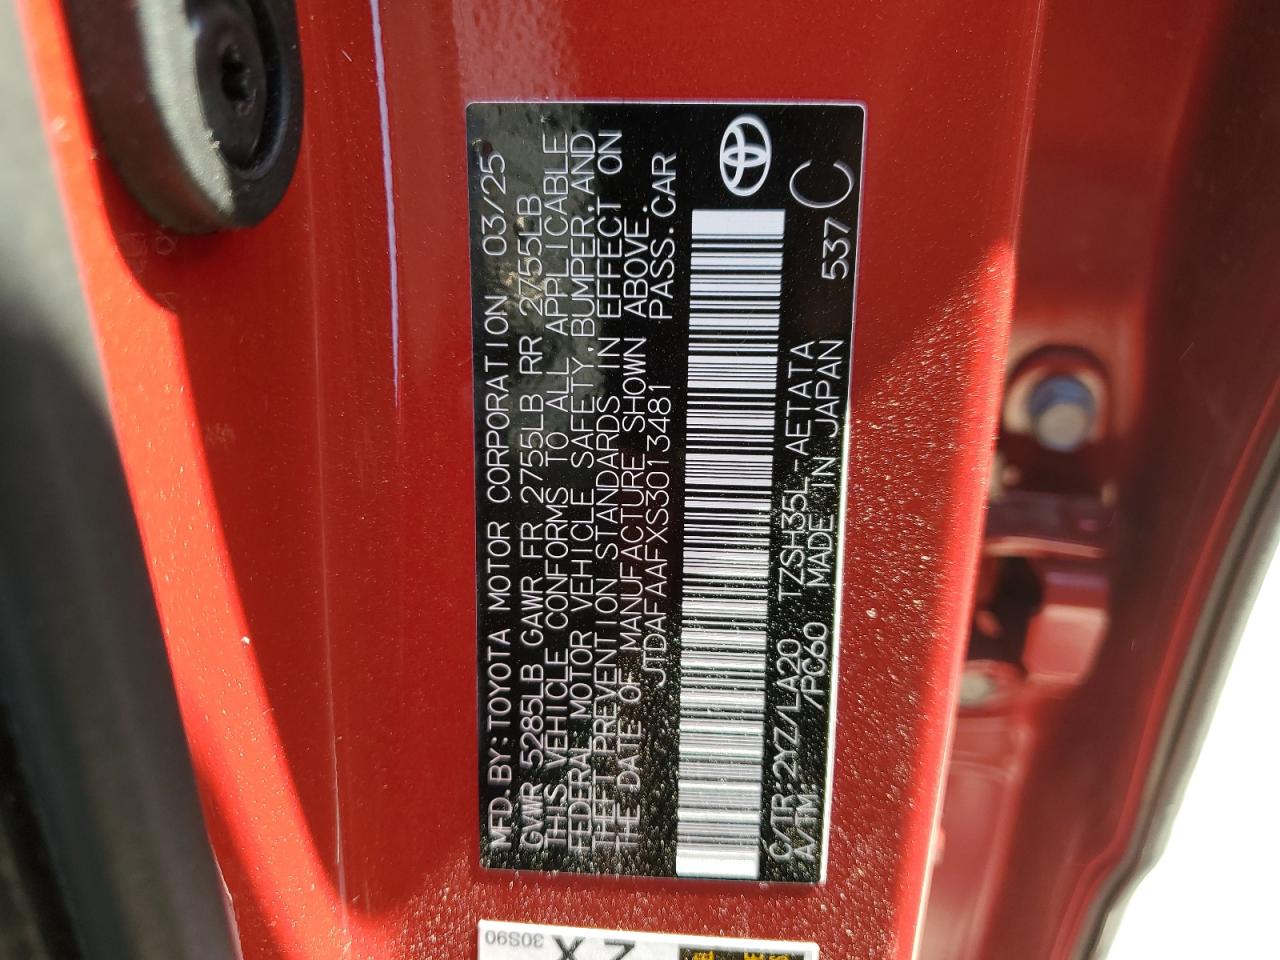 MFD. BY: TOYOTA MOTOR CORPORATION 03/25
GVWR 5285LB GAWR FR 2755LB RR 2755LB
THIS VEHICLE CONFORMS TO ALL APPLICABLE
FEDERAL MOTOR VEHICLE SAFETY, BUMPER, AND
THEFT PREVENTION STANDARDS IN EFFECT ON
THE DATE OF MANUFACTURE SHOWN ABOVE.
JTDAFAAFXS3013481 PASS. CAR
C/TR: 2YZ/LA20 TZSH35L-AETATA
A/TM: /PC60 MADE IN JAPAN 537 C
30S90